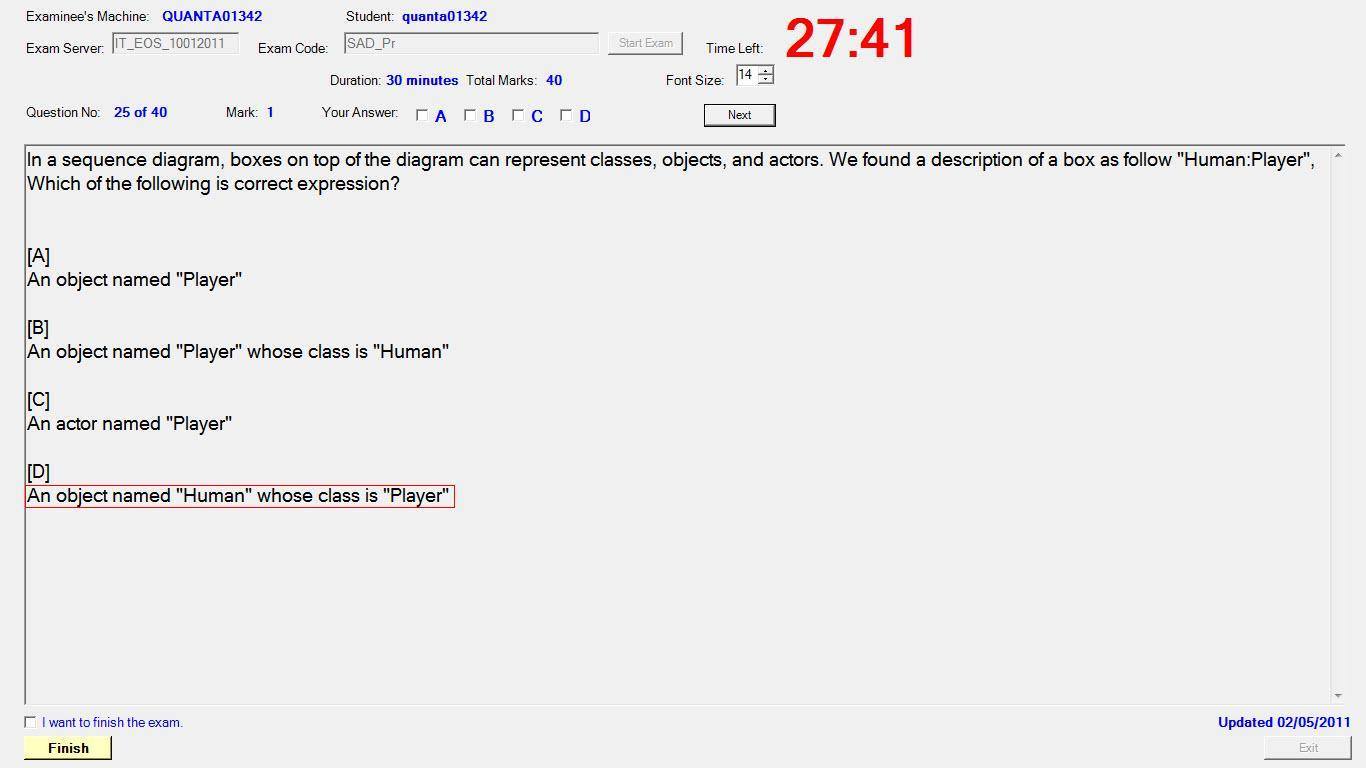 Examinee's Machine: QUANTA01342 Student: quanta01342
Exam Server: IT_EOS_10012011 Exam Code: SAD_Pr Start Exam Time Left: 27:41
Duration: 30 minutes Total Marks: 40 Font Size: 14
Question No: 25 of 40 Mark: 1 Your Answer: A B C D Next
In a sequence diagram, boxes on top of the diagram can represent classes, objects, and actors. We found a description of a box as follow "Human:Player",
Which of the following is correct expression?
[A]
An object named "Player"
[B]
An object named "Player" whose class is "Human"
[C]
An actor named "Player"
[D]
An object named "Human" whose class is "Player"
I want to finish the exam. Updated 02/05/2011
Finish Exit